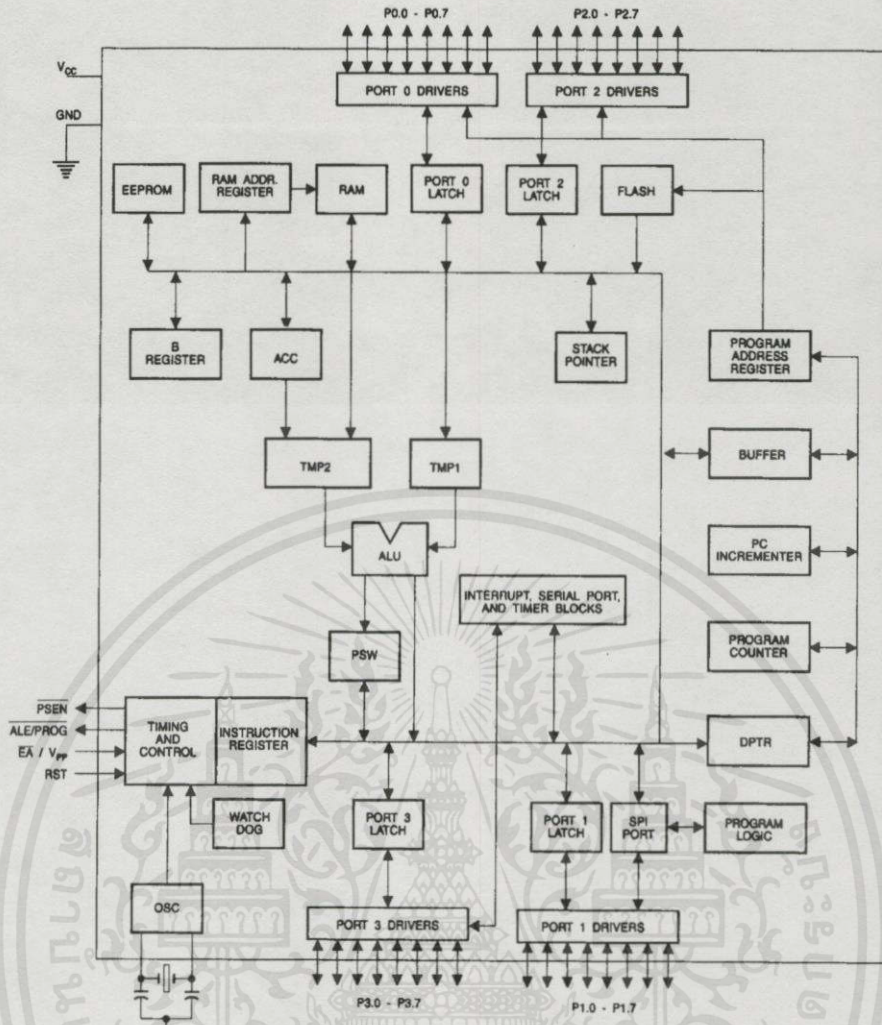 P0.0 - P0.7
P2.0 - P2.7
VCC
PORT 0 DRIVERS
PORT 2 DRIVERS
GND
EEPROM
RAM ADDR.
REGISTER
RAM
PORT 0
LATCH
PORT 2
LATCH
FLASH
B
REGISTER
ACC
STACK
POINTER
PROGRAM
ADDRESS
REGISTER
TMP2
TMP1
BUFFER
ALU
PC
INCREMENTER
INTERRUPT, SERIAL PORT,
AND TIMER BLOCKS
PSW
PROGRAM
COUNTER
PSEN
ALE/PROG
EA / VPP
RST
TIMING
AND
CONTROL
INSTRUCTION
REGISTER
DPTR
WATCH
DOG
PORT 3
LATCH
PORT 1
LATCH
SPI
PORT
PROGRAM
LOGIC
OSC
PORT 3 DRIVERS
PORT 1 DRIVERS
P3.0 - P3.7
P1.0 - P1.7